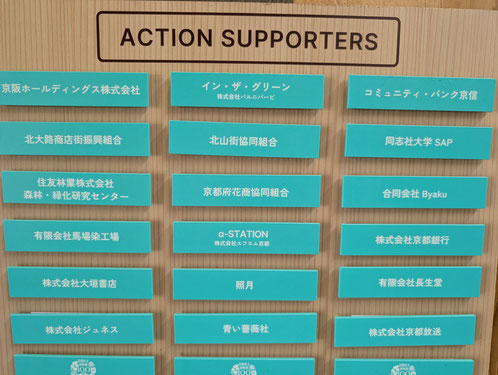 ACTION SUPPORTERS
京阪ホールディングス株式会社
イン・ザ・グリーン
株式会社バルニバービ
コミュニティ・バンク京信
北大路商店街振興組合
北山街協同組合
同志社大学 SAP
住友林業株式会社
森林・緑化研究センター
京都府花商協同組合
合同会社 Byaku
有限会社馬場染工場
α-STATION
株式会社エフエム京都
株式会社京都銀行
株式会社大垣書店
照月
有限会社長生堂
株式会社ジュネス
青い薔薇社
株式会社京都放送
100
100
100